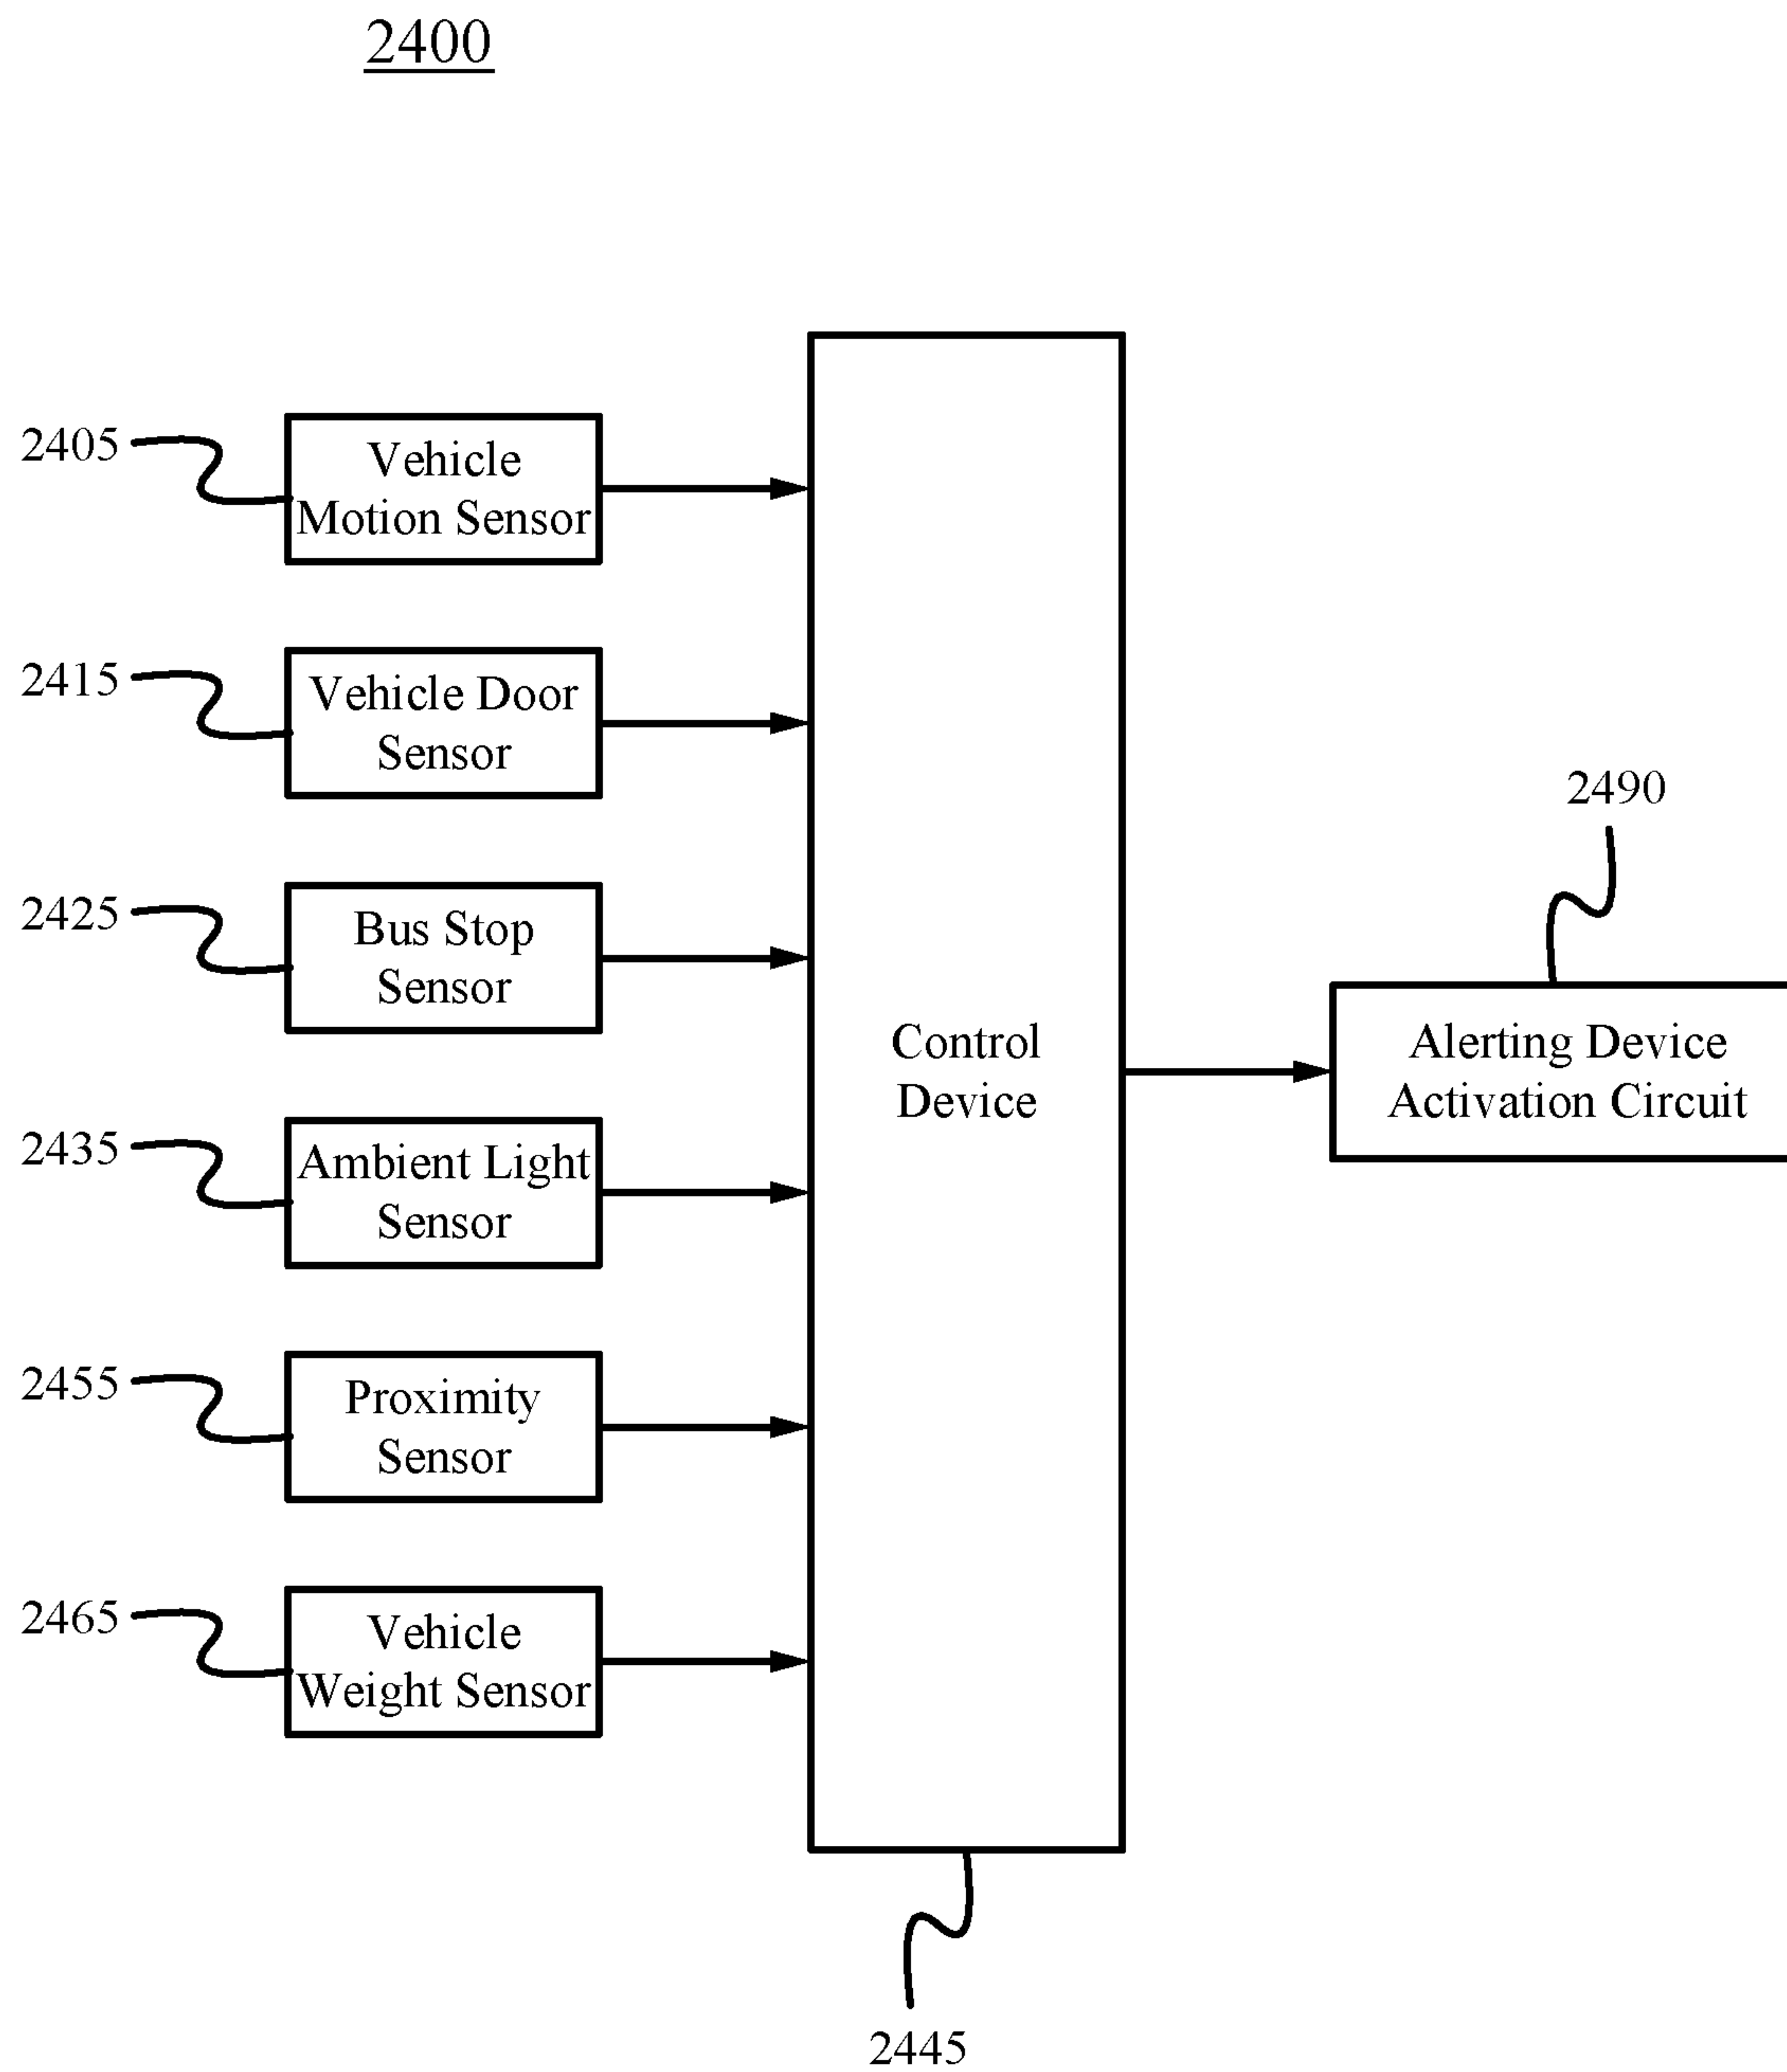 2400
2405
Vehicle
Motion Sensor
2415
Vehicle Door
Sensor
2425
Bus Stop
Sensor
2435
Ambient Light
Sensor
2455
Proximity
Sensor
2465
Vehicle
Weight Sensor
Control
Device
2445
2490
Alerting Device
Activation Circuit